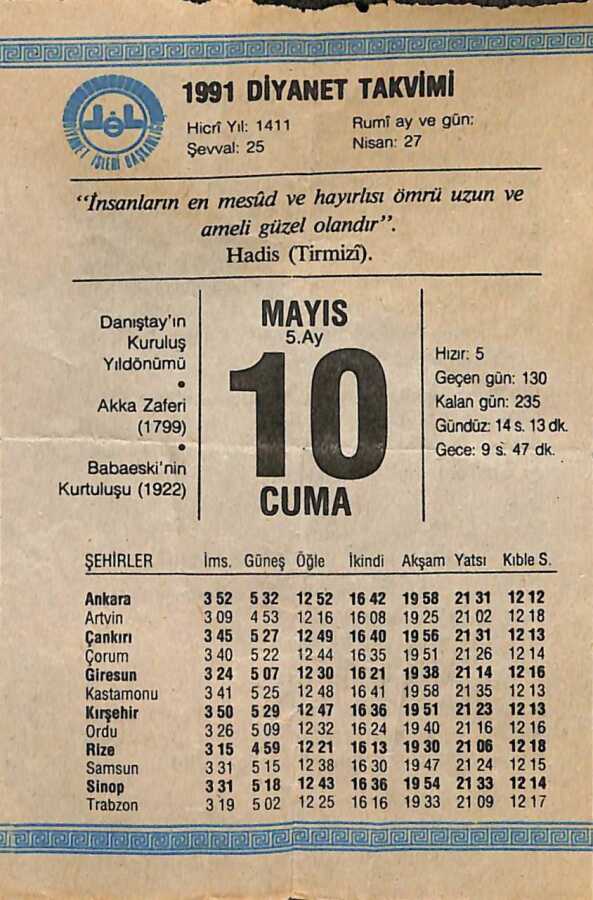 1991 DİYANET TAKVİMİ
DİYANET İŞLERİ BAŞKANLIĞI
Hicrî Yıl: 1411
Şevval: 25
Rumî ay ve gün:
Nisan: 27
“İnsanların en mesûd ve hayırlısı ömrü uzun ve
ameli güzel olandır”.
Hadis (Tirmizî).
Danıştay'ın
Kuruluş
Yıldönümü
•
Akka Zaferi
(1799)
•
Babaeski'nin
Kurtuluşu (1922)
MAYIS
5.Ay
10
CUMA
Hızır: 5
Geçen gün: 130
Kalan gün: 235
Gündüz: 14 s. 13 dk.
Gece: 9 s. 47 dk.
ŞEHİRLER İms. Güneş Öğle İkindi Akşam Yatsı Kıble S.
Ankara 3 52 5 32 12 52 16 42 19 58 21 31 12 12
Artvin 3 09 4 53 12 16 16 08 19 25 21 02 12 18
Çankırı 3 45 5 27 12 49 16 40 19 56 21 31 12 13
Çorum 3 40 5 22 12 44 16 35 19 51 21 26 12 14
Giresun 3 24 5 07 12 30 16 21 19 38 21 14 12 16
Kastamonu 3 41 5 25 12 48 16 41 19 58 21 35 12 13
Kırşehir 3 50 5 29 12 47 16 36 19 51 21 23 12 13
Ordu 3 26 5 09 12 32 16 24 19 40 21 16 12 16
Rize 3 15 4 59 12 21 16 13 19 30 21 06 12 18
Samsun 3 31 5 15 12 38 16 30 19 47 21 24 12 15
Sinop 3 31 5 18 12 43 16 36 19 54 21 33 12 14
Trabzon 3 19 5 02 12 25 16 16 19 33 21 09 12 17